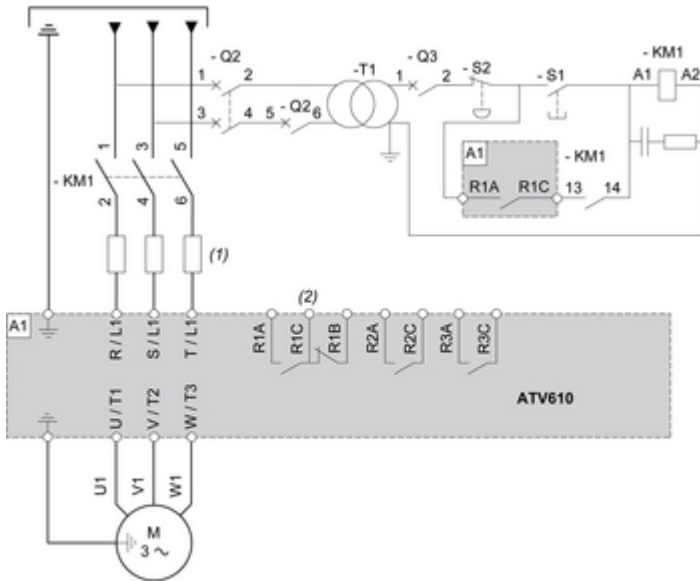 - Q2
-T1
- Q3
- S2
- S1
- KM1
1
2
1
2
A1
A2
3
4
5
- Q2
6
1
3
5
- KM1
2
4
6
A1
- KM1
R1A
R1C
13
14
(1)
(2)
A1
R / L1
S / L1
T / L1
R1A
R1C
R1B
R2A
R2C
R3A
R3C
ATV610
U / T1
V / T2
W / T3
U1
V1
W1
M
3 ~